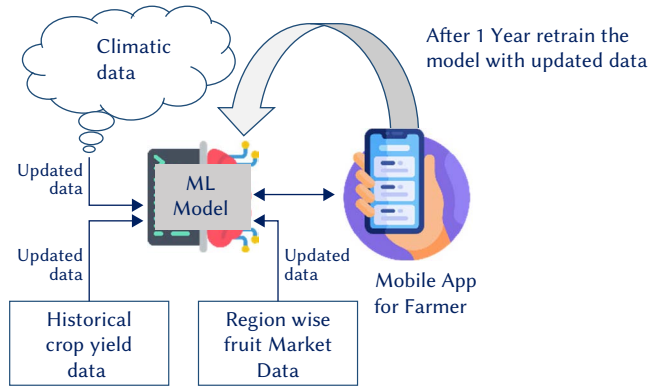 Climatic
data
After 1 Year retrain the
model with updated data
Updated
data
ML
Model
Updated
data
Updated
data
Mobile App
for Farmer
Historical
crop yield
data
Region wise
fruit Market
Data